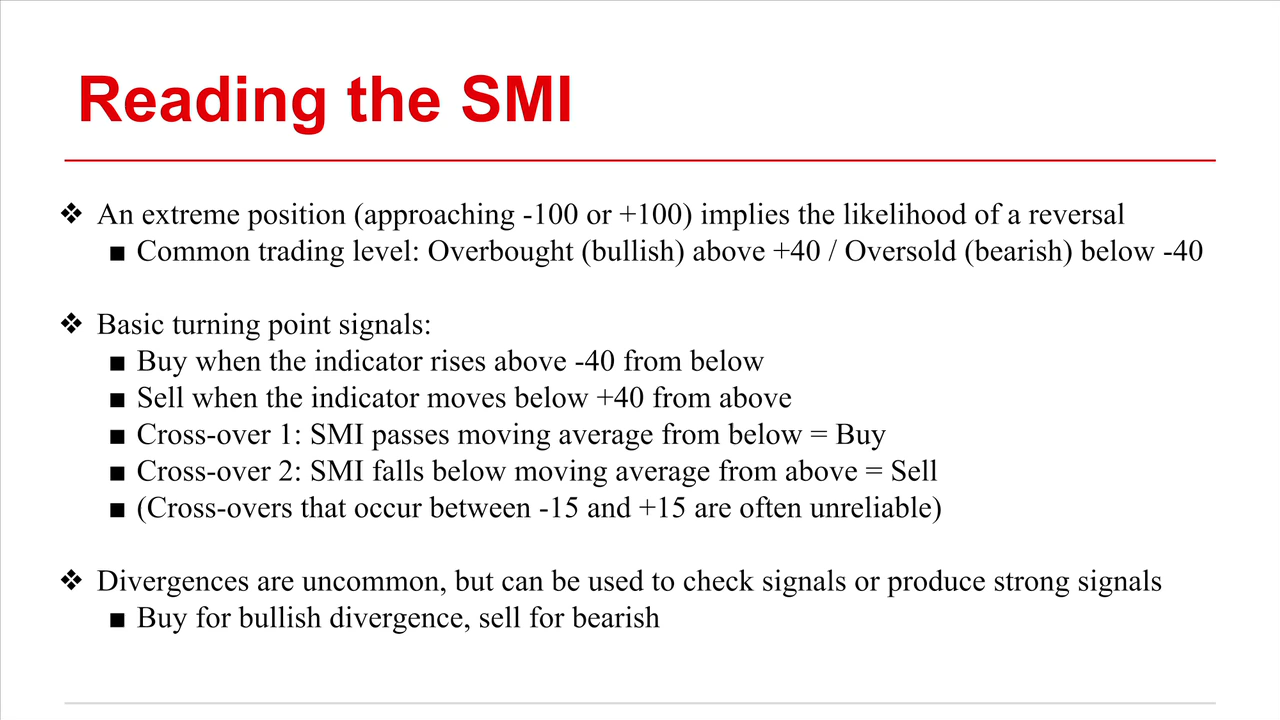 Reading the SMI
❖ An extreme position (approaching -100 or +100) implies the likelihood of a reversal
■ Common trading level: Overbought (bullish) above +40 / Oversold (bearish) below -40
❖ Basic turning point signals:
■ Buy when the indicator rises above -40 from below
■ Sell when the indicator moves below +40 from above
■ Cross-over 1: SMI passes moving average from below = Buy
■ Cross-over 2: SMI falls below moving average from above = Sell
■ (Cross-overs that occur between -15 and +15 are often unreliable)
❖ Divergences are uncommon, but can be used to check signals or produce strong signals
■ Buy for bullish divergence, sell for bearish